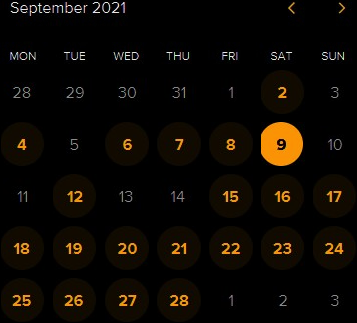 September 2021 < >
MON TUE WED THU FRI SAT SUN
28 29 30 31 1 2 3
4 5 6 7 8 9 10
11 12 13 14 15 16 17
18 19 20 21 22 23 24
25 26 27 28 1 2 3